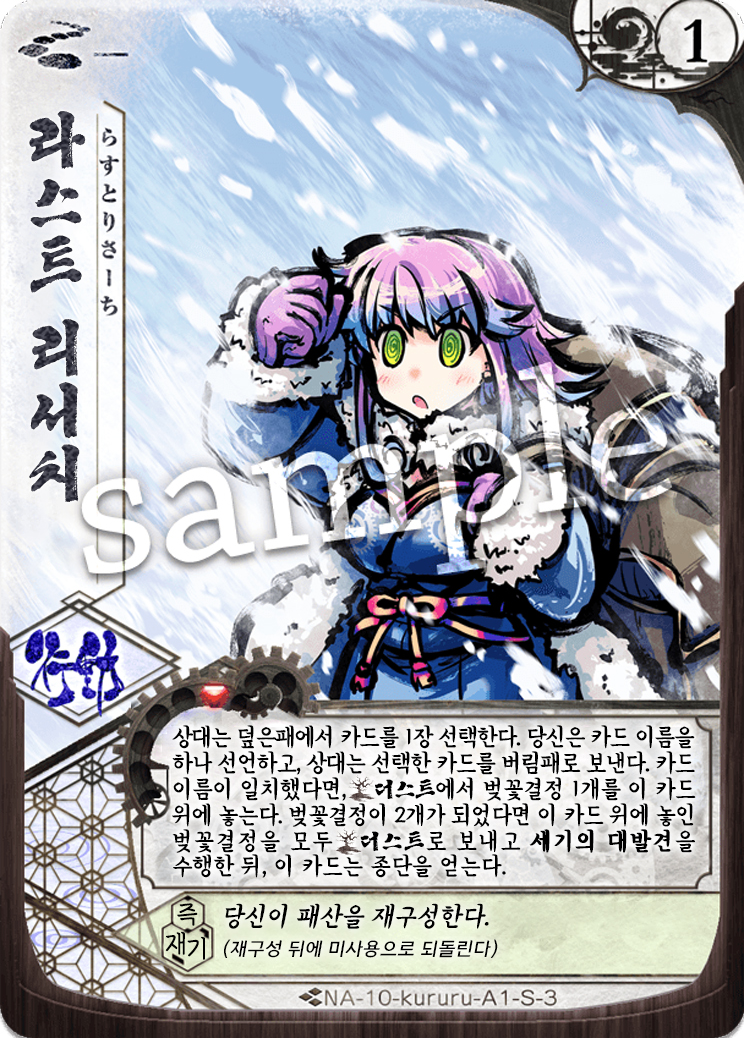 1
라스트 리서치
らすとりさーち
sample
行動
상대는 덮은패에서 카드를 1장 선택한다. 당신은 카드 이름을
하나 선언하고, 상대는 선택한 카드를 버림패로 보낸다. 카드
이름이 일치했다면, 더스트에서 벚꽃결정 1개를 이 카드
위에 놓는다. 벚꽃결정이 2개가 되었다면 이 카드 위에 놓인
벚꽃결정을 모두 더스트로 보내고 세기의 대발견을
수행한 뒤, 이 카드는 종단을 얻는다.
즉
재기
당신이 패산을 재구성한다.
(재구성 뒤에 미사용으로 되돌린다)
NA-10-kururu-A1-S-3